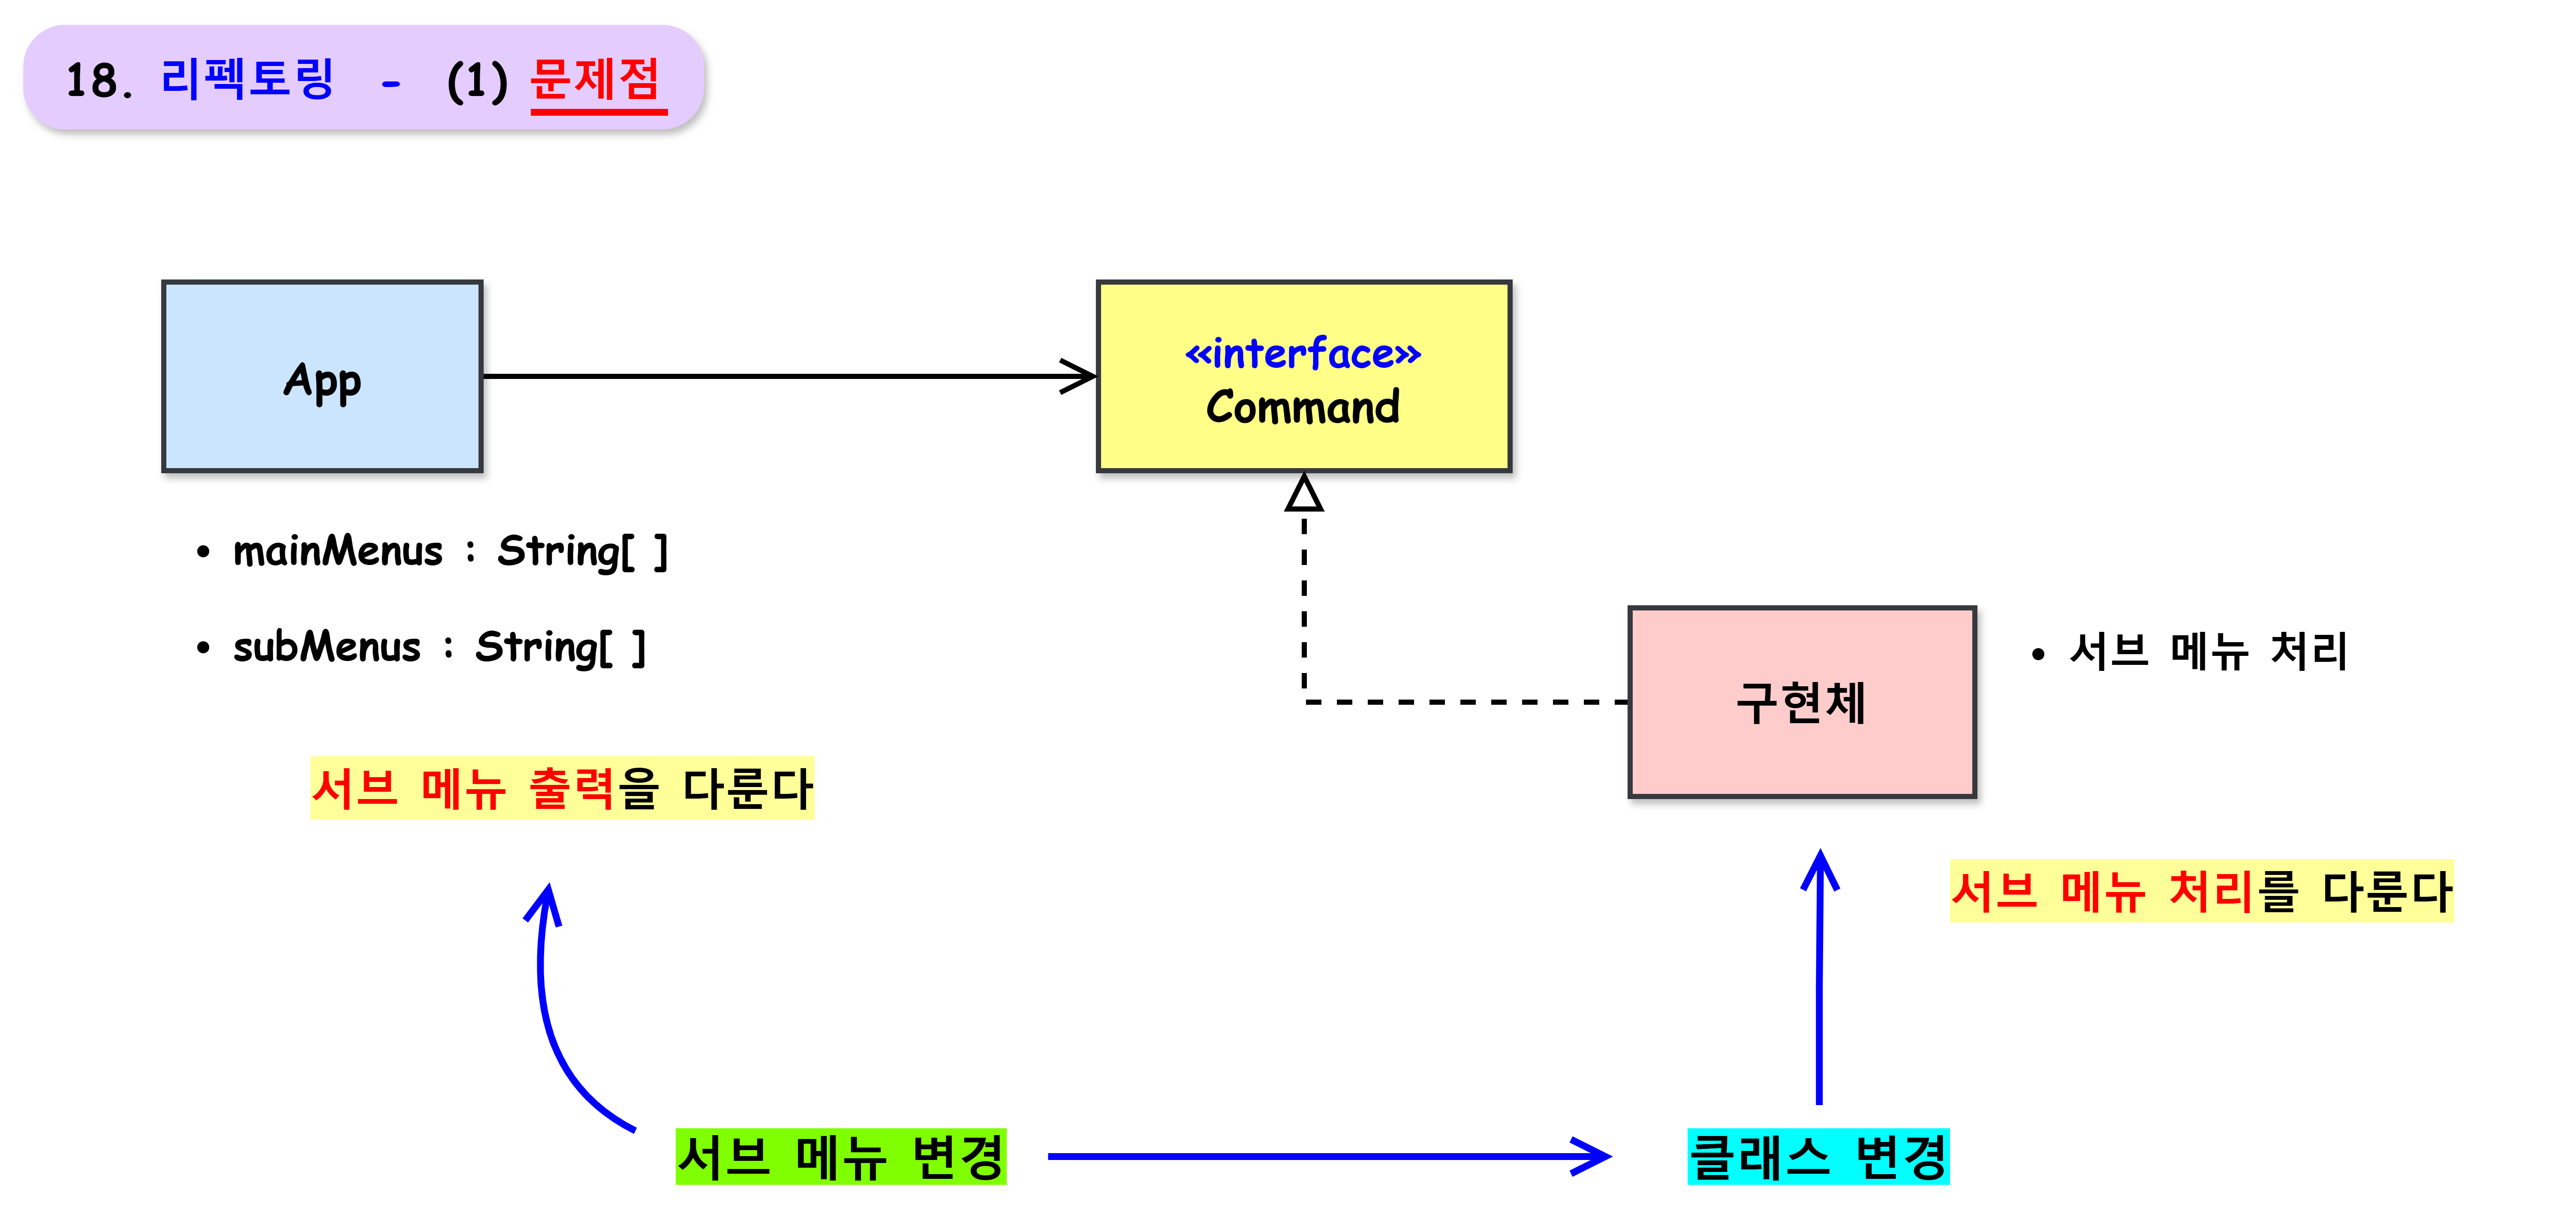 18. 리펙토링 - (1) 문제점
App
«interface»
Command
• mainMenus : String[ ]
• subMenus : String[ ]
서브 메뉴 출력을 다룬다
구현체
• 서브 메뉴 처리
서브 메뉴 처리를 다룬다
서브 메뉴 변경
클래스 변경